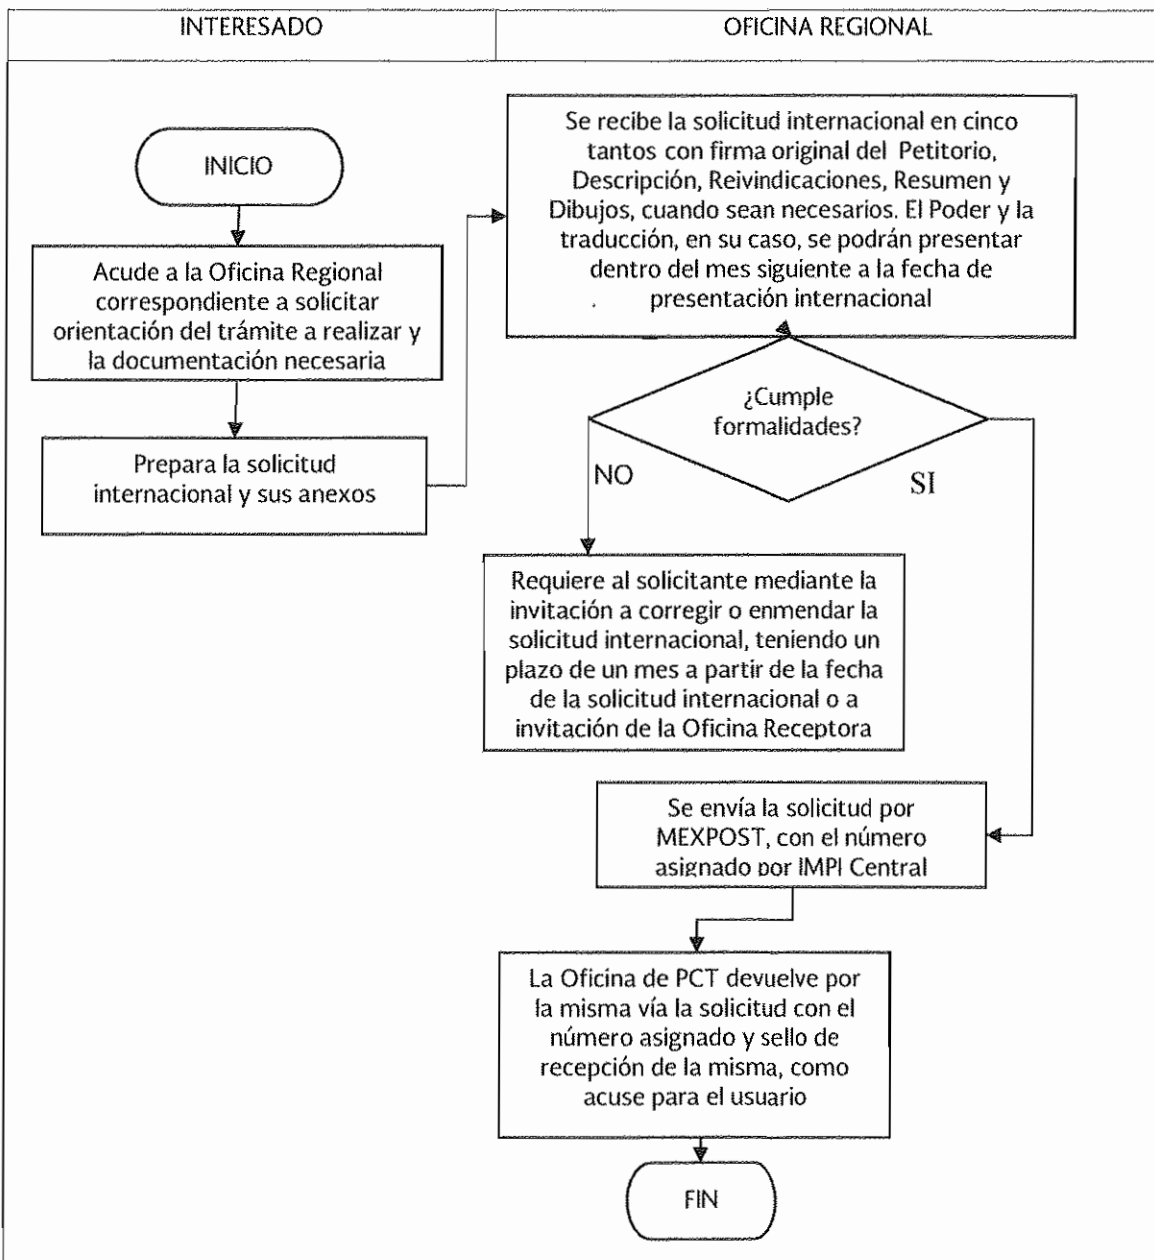 INTERESADO
OFICINA REGIONAL
INICIO
Acude a la Oficina Regional
correspondiente a solicitar
orientación del trámite a realizar y
la documentación necesaria
Prepara la solicitud
internacional y sus anexos
Se recibe la solicitud internacional en cinco
tantos con firma original del Petitorio,
Descripción, Reivindicaciones, Resumen y
Dibujos, cuando sean necesarios. El Poder y la
traducción, en su caso, se podrán presentar
dentro del mes siguiente a la fecha de
presentación internacional
¿Cumple
formalidades?
NO
SI
Requiere al solicitante mediante la
invitación a corregir o enmendar la
solicitud internacional, teniendo un
plazo de un mes a partir de la fecha
de la solicitud internacional o a
invitación de la Oficina Receptora
Se envía la solicitud por
MEXPOST, con el número
asignado por IMPI Central
La Oficina de PCT devuelve por
la misma vía la solicitud con el
número asignado y sello de
recepción de la misma, como
acuse para el usuario
FIN